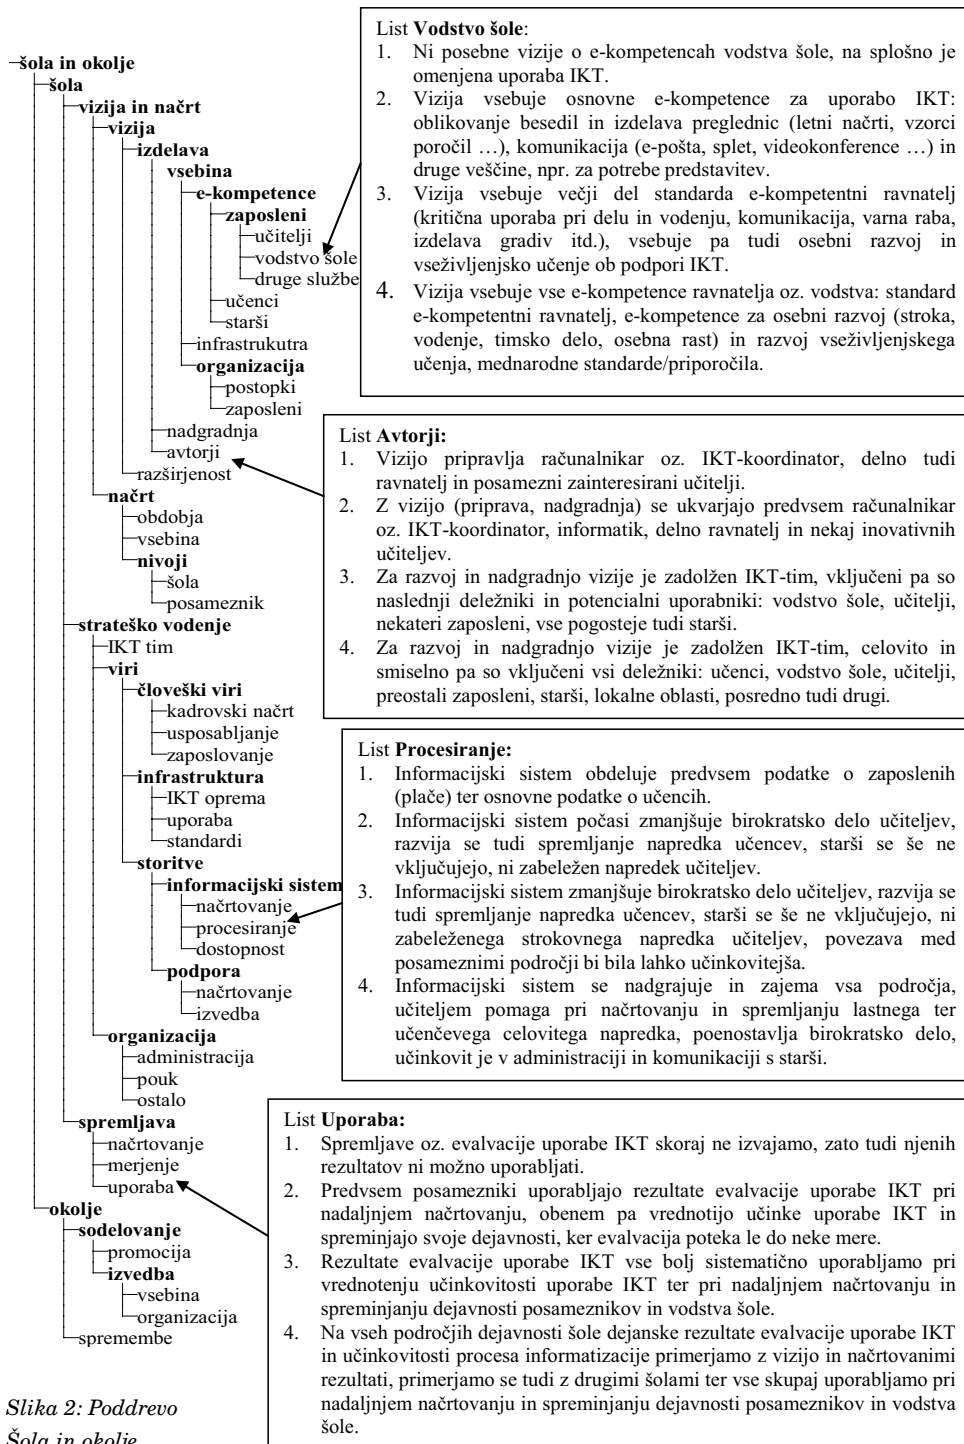 šola in okolje
šola
vizija in načrt
vizija
izdelava
vsebina
e-kompetence
zaposleni
učitelji
vodstvo šole
druge službe
učenci
starši
infrastrukutra
organizacija
postopki
zaposleni
nadgradnja
avtorji
razširjenost
načrt
obdobja
vsebina
nivoji
šola
posameznik
strateško vodenje
IKT tim
viri
človeški viri
kadrovski načrt
usposabljanje
zaposlovanje
infrastruktura
IKT oprema
uporaba
standardi
storitve
informacijski sistem
načrtovanje
procesiranje
dostopnost
podpora
načrtovanje
izvedba
organizacija
administracija
pouk
ostalo
spremljava
načrtovanje
merjenje
uporaba
okolje
sodelovanje
promocija
izvedba
vsebina
organizacija
spremembe
List Vodstvo šole:
1. Ni posebne vizije o e-kompetencah vodstva šole, na splošno je
omenjena uporaba IKT.
2. Vizija vsebuje osnovne e-kompetence za uporabo IKT:
oblikovanje besedil in izdelava preglednic (letni načrti, vzorci
poročil …), komunikacija (e-pošta, splet, videokonference …) in
druge veščine, npr. za potrebe predstavitev.
3. Vizija vsebuje večji del standarda e-kompetentni ravnatelj
(kritična uporaba pri delu in vodenju, komunikacija, varna raba,
izdelava gradiv itd.), vsebuje pa tudi osebni razvoj in
vseživljenjsko učenje ob podpori IKT.
4. Vizija vsebuje vse e-kompetence ravnatelja oz. vodstva: standard
e-kompetentni ravnatelj, e-kompetence za osebni razvoj (stroka,
vodenje, timsko delo, osebna rast) in razvoj vseživljenjskega
učenja, mednarodne standarde/priporočila.
List Avtorji:
1. Vizijo pripravlja računalnikar oz. IKT-koordinator, delno tudi
ravnatelj in posamezni zainteresirani učitelji.
2. Z vizijo (priprava, nadgradnja) se ukvarjajo predvsem računalnikar
oz. IKT-koordinator, informatik, delno ravnatelj in nekaj inovativnih
učiteljev.
3. Za razvoj in nadgradnjo vizije je zadolžen IKT-tim, vključeni pa so
naslednji deležniki in potencialni uporabniki: vodstvo šole, učitelji,
nekateri zaposleni, vse pogosteje tudi starši.
4. Za razvoj in nadgradnjo vizije je zadolžen IKT-tim, celovito in
smiselno pa so vključeni vsi deležniki: učenci, vodstvo šole, učitelji,
preostali zaposleni, starši, lokalne oblasti, posredno tudi drugi.
List Procesiranje:
1. Informacijski sistem obdeluje predvsem podatke o zaposlenih
(plače) ter osnovne podatke o učencih.
2. Informacijski sistem počasi zmanjšuje birokratsko delo učiteljev,
razvija se tudi spremljanje napredka učencev, starši se še ne
vključujejo, ni zabeležen napredek učiteljev.
3. Informacijski sistem zmanjšuje birokratsko delo učiteljev, razvija se
tudi spremljanje napredka učencev, starši se še ne vključujejo, ni
zabeleženega strokovnega napredka učiteljev, povezava med
posameznimi področji bi bila lahko učinkovitejša.
4. Informacijski sistem se nadgrajuje in zajema vsa področja,
učiteljem pomaga pri načrtovanju in spremljanju lastnega ter
učenčevega celovitega napredka, poenostavlja birokratsko delo,
učinkovit je v administraciji in komunikaciji s starši.
List Uporaba:
1. Spremljave oz. evalvacije uporabe IKT skoraj ne izvajamo, zato tudi njenih
rezultatov ni možno uporabljati.
2. Predvsem posamezniki uporabljajo rezultate evalvacije uporabe IKT pri
nadaljnjem načrtovanju, obenem pa vrednotijo učinke uporabe IKT in
spreminjajo svoje dejavnosti, ker evalvacija poteka le do neke mere.
3. Rezultate evalvacije uporabe IKT vse bolj sistematično uporabljamo pri
vrednotenju učinkovitosti uporabe IKT ter pri nadaljnjem načrtovanju in
spreminjanju dejavnosti posameznikov in vodstva šole.
4. Na vseh področjih dejavnosti šole dejanske rezultate evalvacije uporabe IKT
in učinkovitosti procesa informatizacije primerjamo z vizijo in načrtovanimi
rezultati, primerjamo se tudi z drugimi šolami ter vse skupaj uporabljamo pri
nadaljnjem načrtovanju in spreminjanju dejavnosti posameznikov in vodstva
šole.
Slika 2: Poddrevo
Šola in okolje